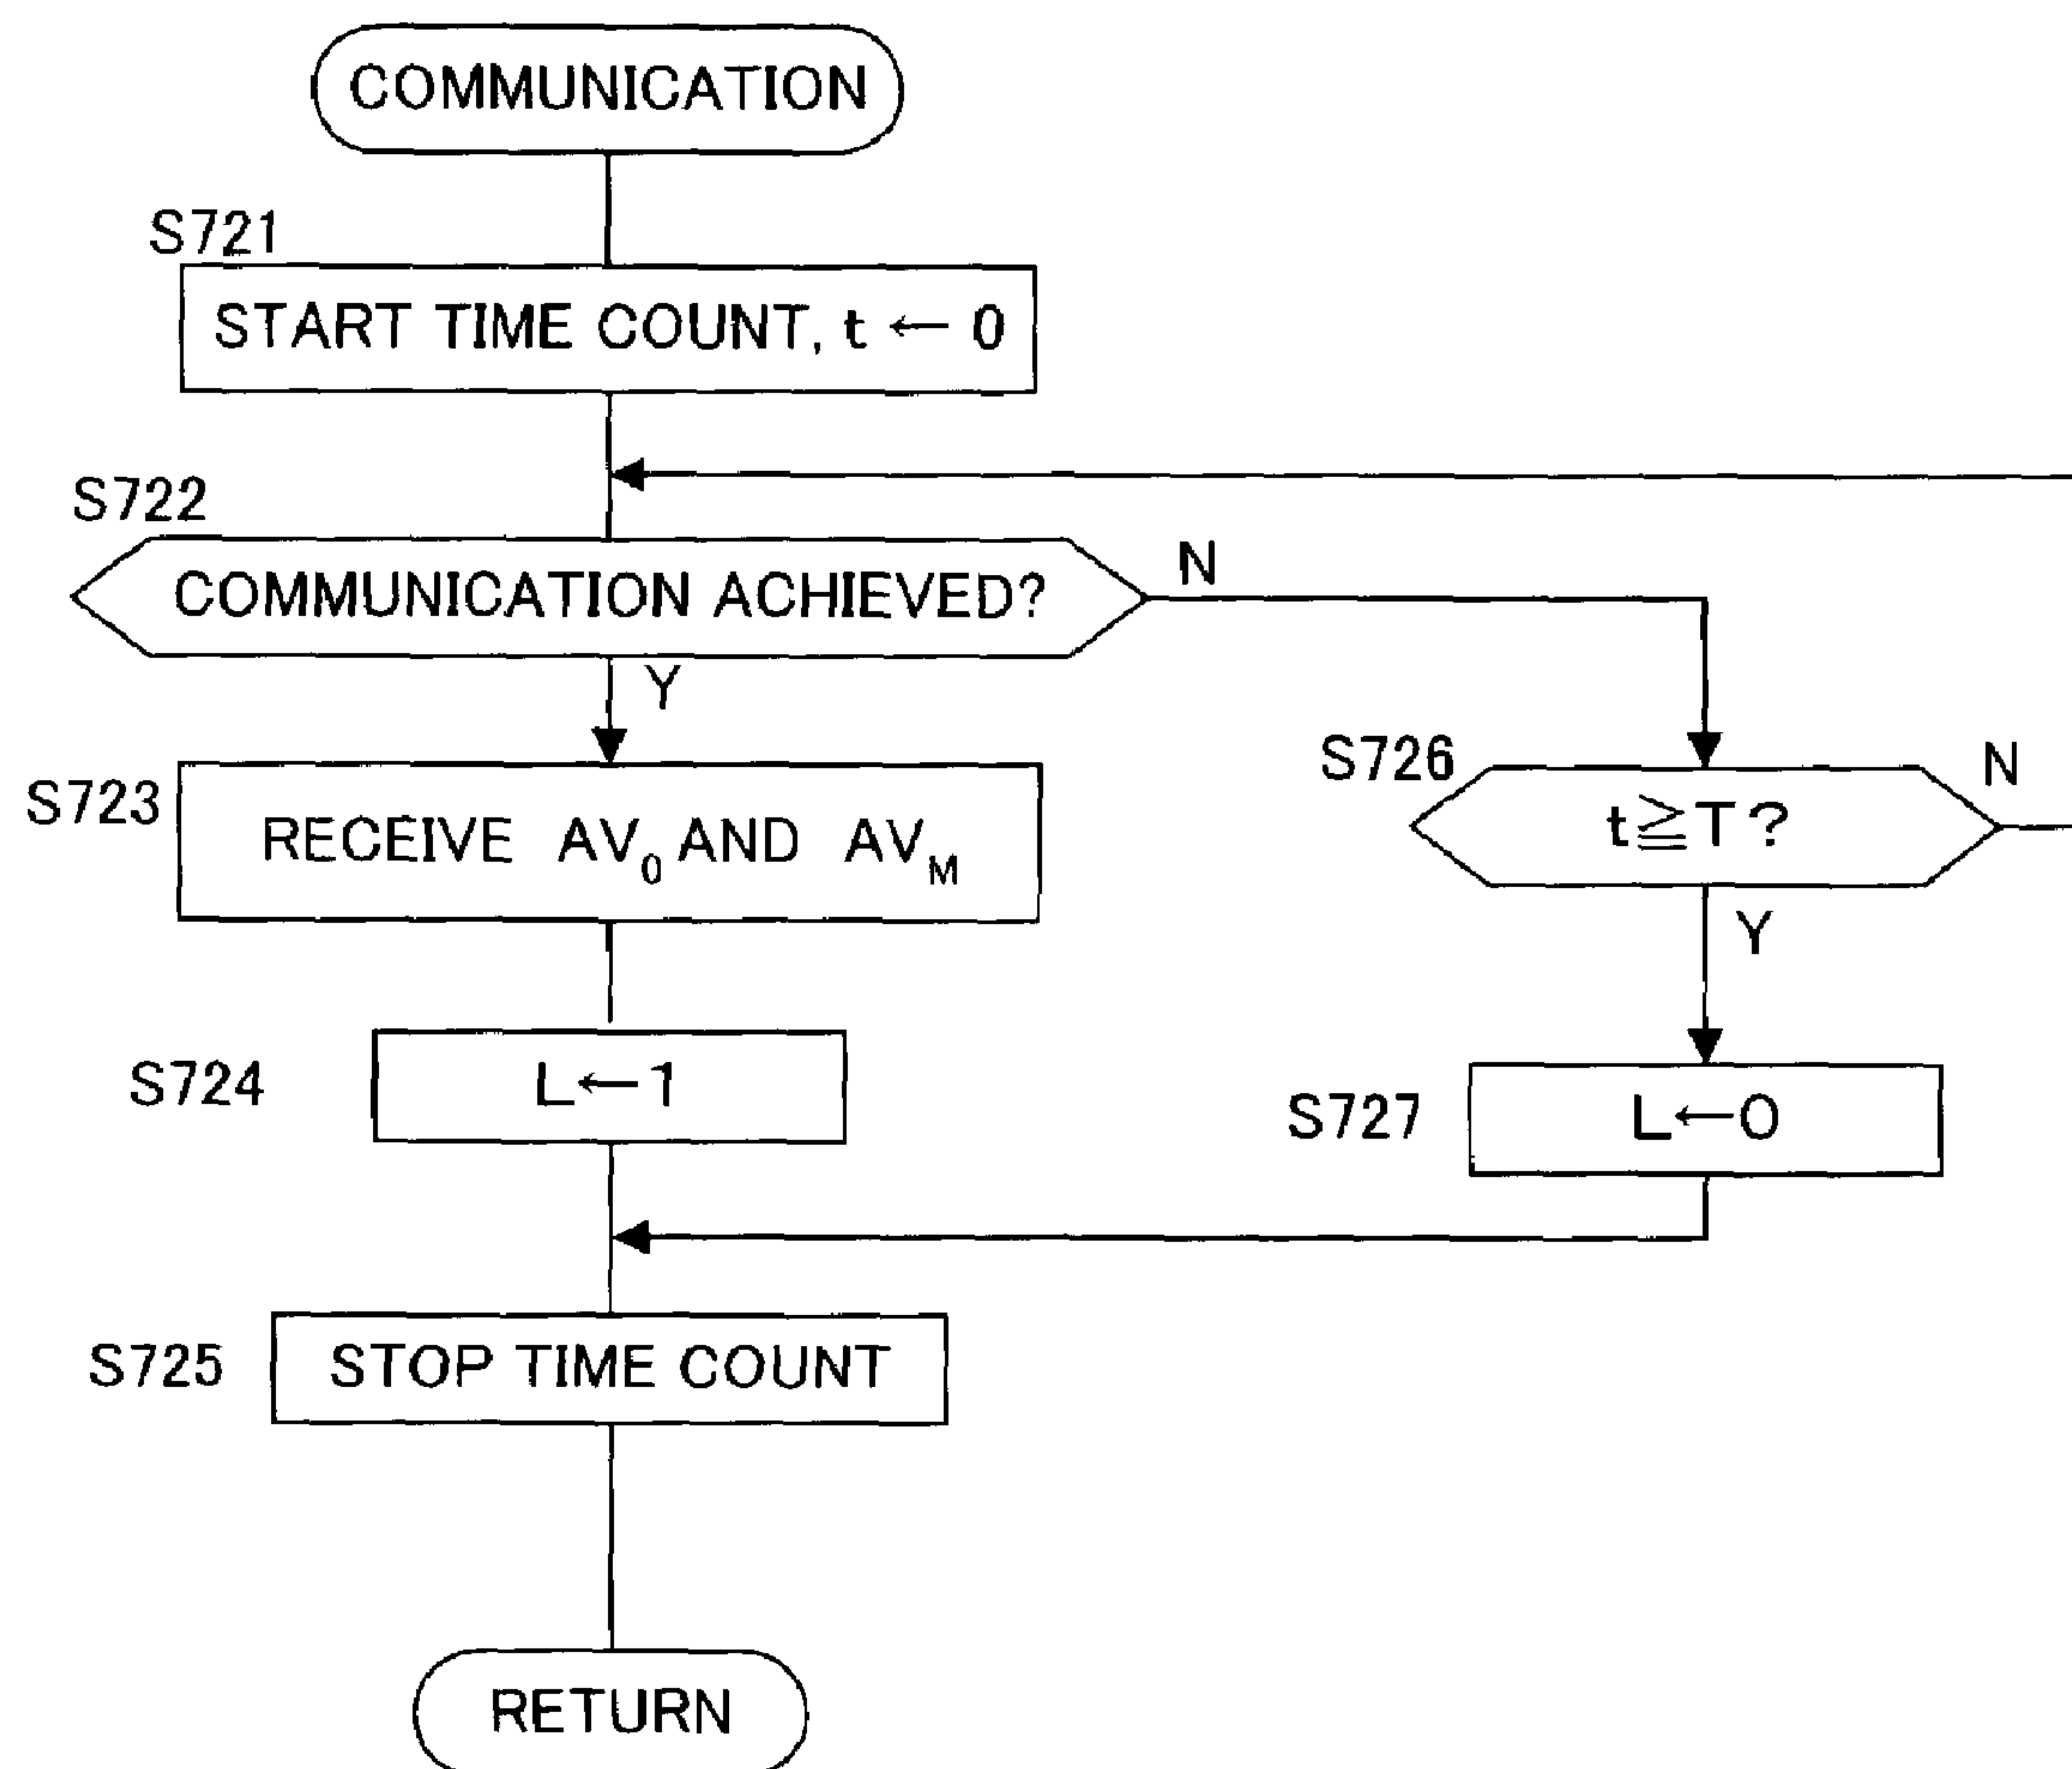 COMMUNICATION
S721
START TIME COUNT, t ← 0
S722
COMMUNICATION ACHIEVED?
N
Y
S723
RECEIVE AV₀ AND AV_M
S726
t≧T?
N
Y
S724
L←1
S727
L←0
S725
STOP TIME COUNT
RETURN